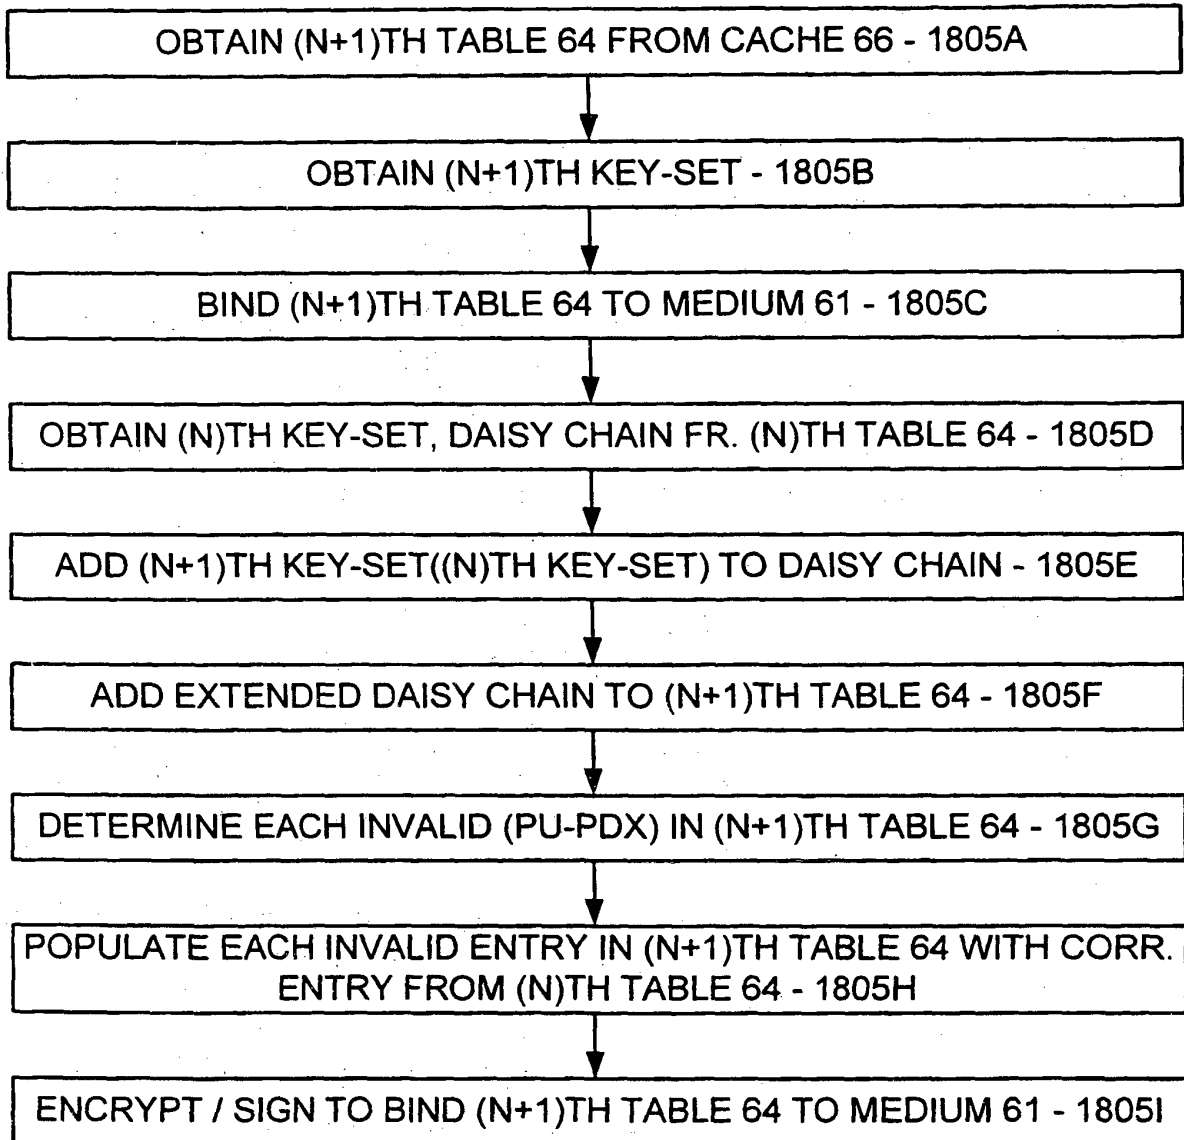 OBTAIN (N+1)TH TABLE 64 FROM CACHE 66 - 1805A
OBTAIN (N+1)TH KEY-SET - 1805B
BIND (N+1)TH TABLE 64 TO MEDIUM 61 - 1805C
OBTAIN (N)TH KEY-SET, DAISY CHAIN FR. (N)TH TABLE 64 - 1805D
ADD (N+1)TH KEY-SET((N)TH KEY-SET) TO DAISY CHAIN - 1805E
ADD EXTENDED DAISY CHAIN TO (N+1)TH TABLE 64 - 1805F
DETERMINE EACH INVALID (PU-PDX) IN (N+1)TH TABLE 64 - 1805G
POPULATE EACH INVALID ENTRY IN (N+1)TH TABLE 64 WITH CORR.
ENTRY FROM (N)TH TABLE 64 - 1805H
ENCRYPT / SIGN TO BIND (N+1)TH TABLE 64 TO MEDIUM 61 - 1805I